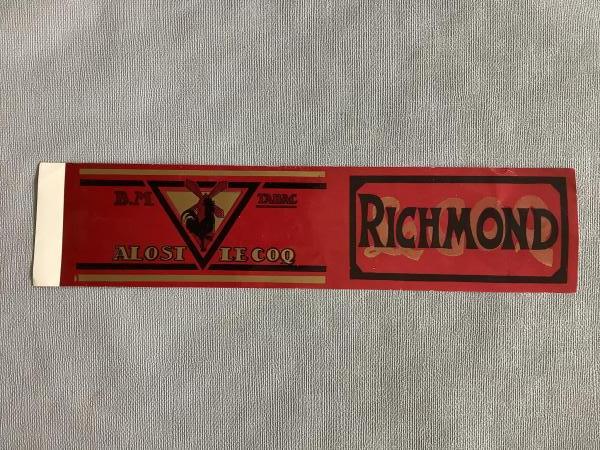 B.M. TABAC
ALOST LE COQ
RICHMOND